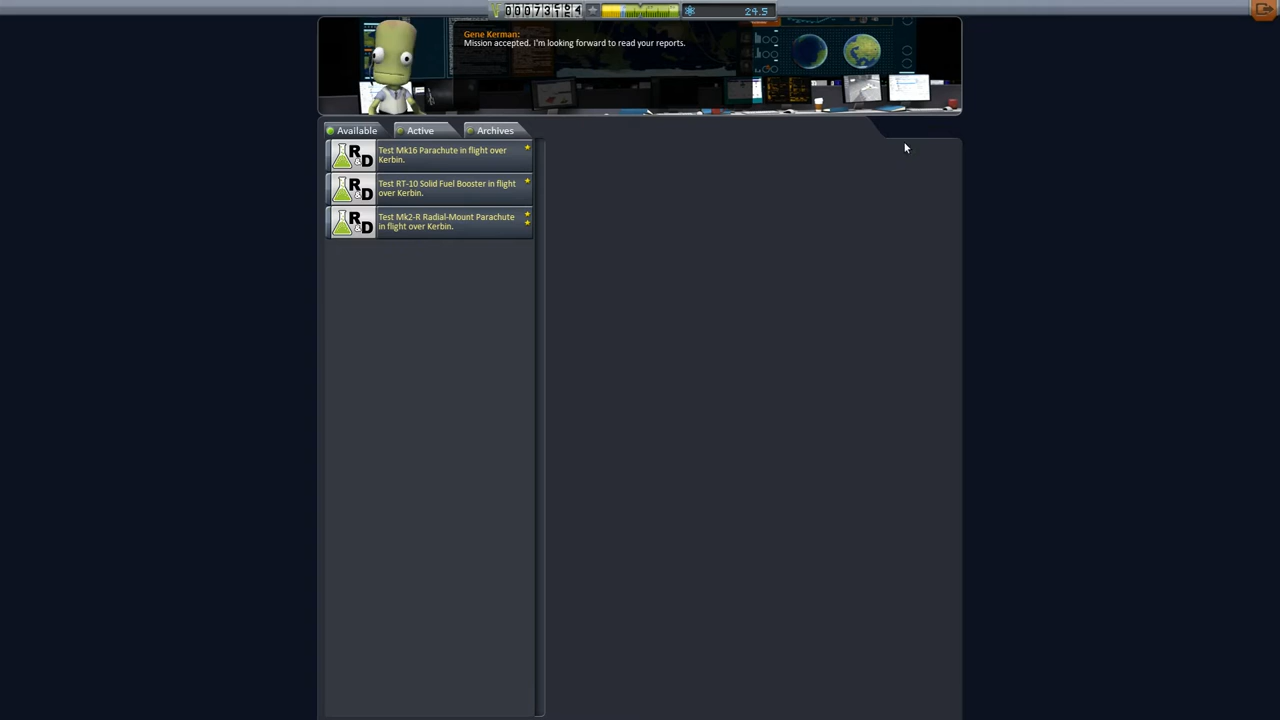 24.5
Gene Kerman:
Mission accepted. I'm looking forward to read your reports.
Available
Active
Archives
R&D
Test Mk16 Parachute in flight over
Kerbin.
R&D
Test RT-10 Solid Fuel Booster in flight
over Kerbin.
R&D
Test Mk2-R Radial-Mount Parachute
in flight over Kerbin.